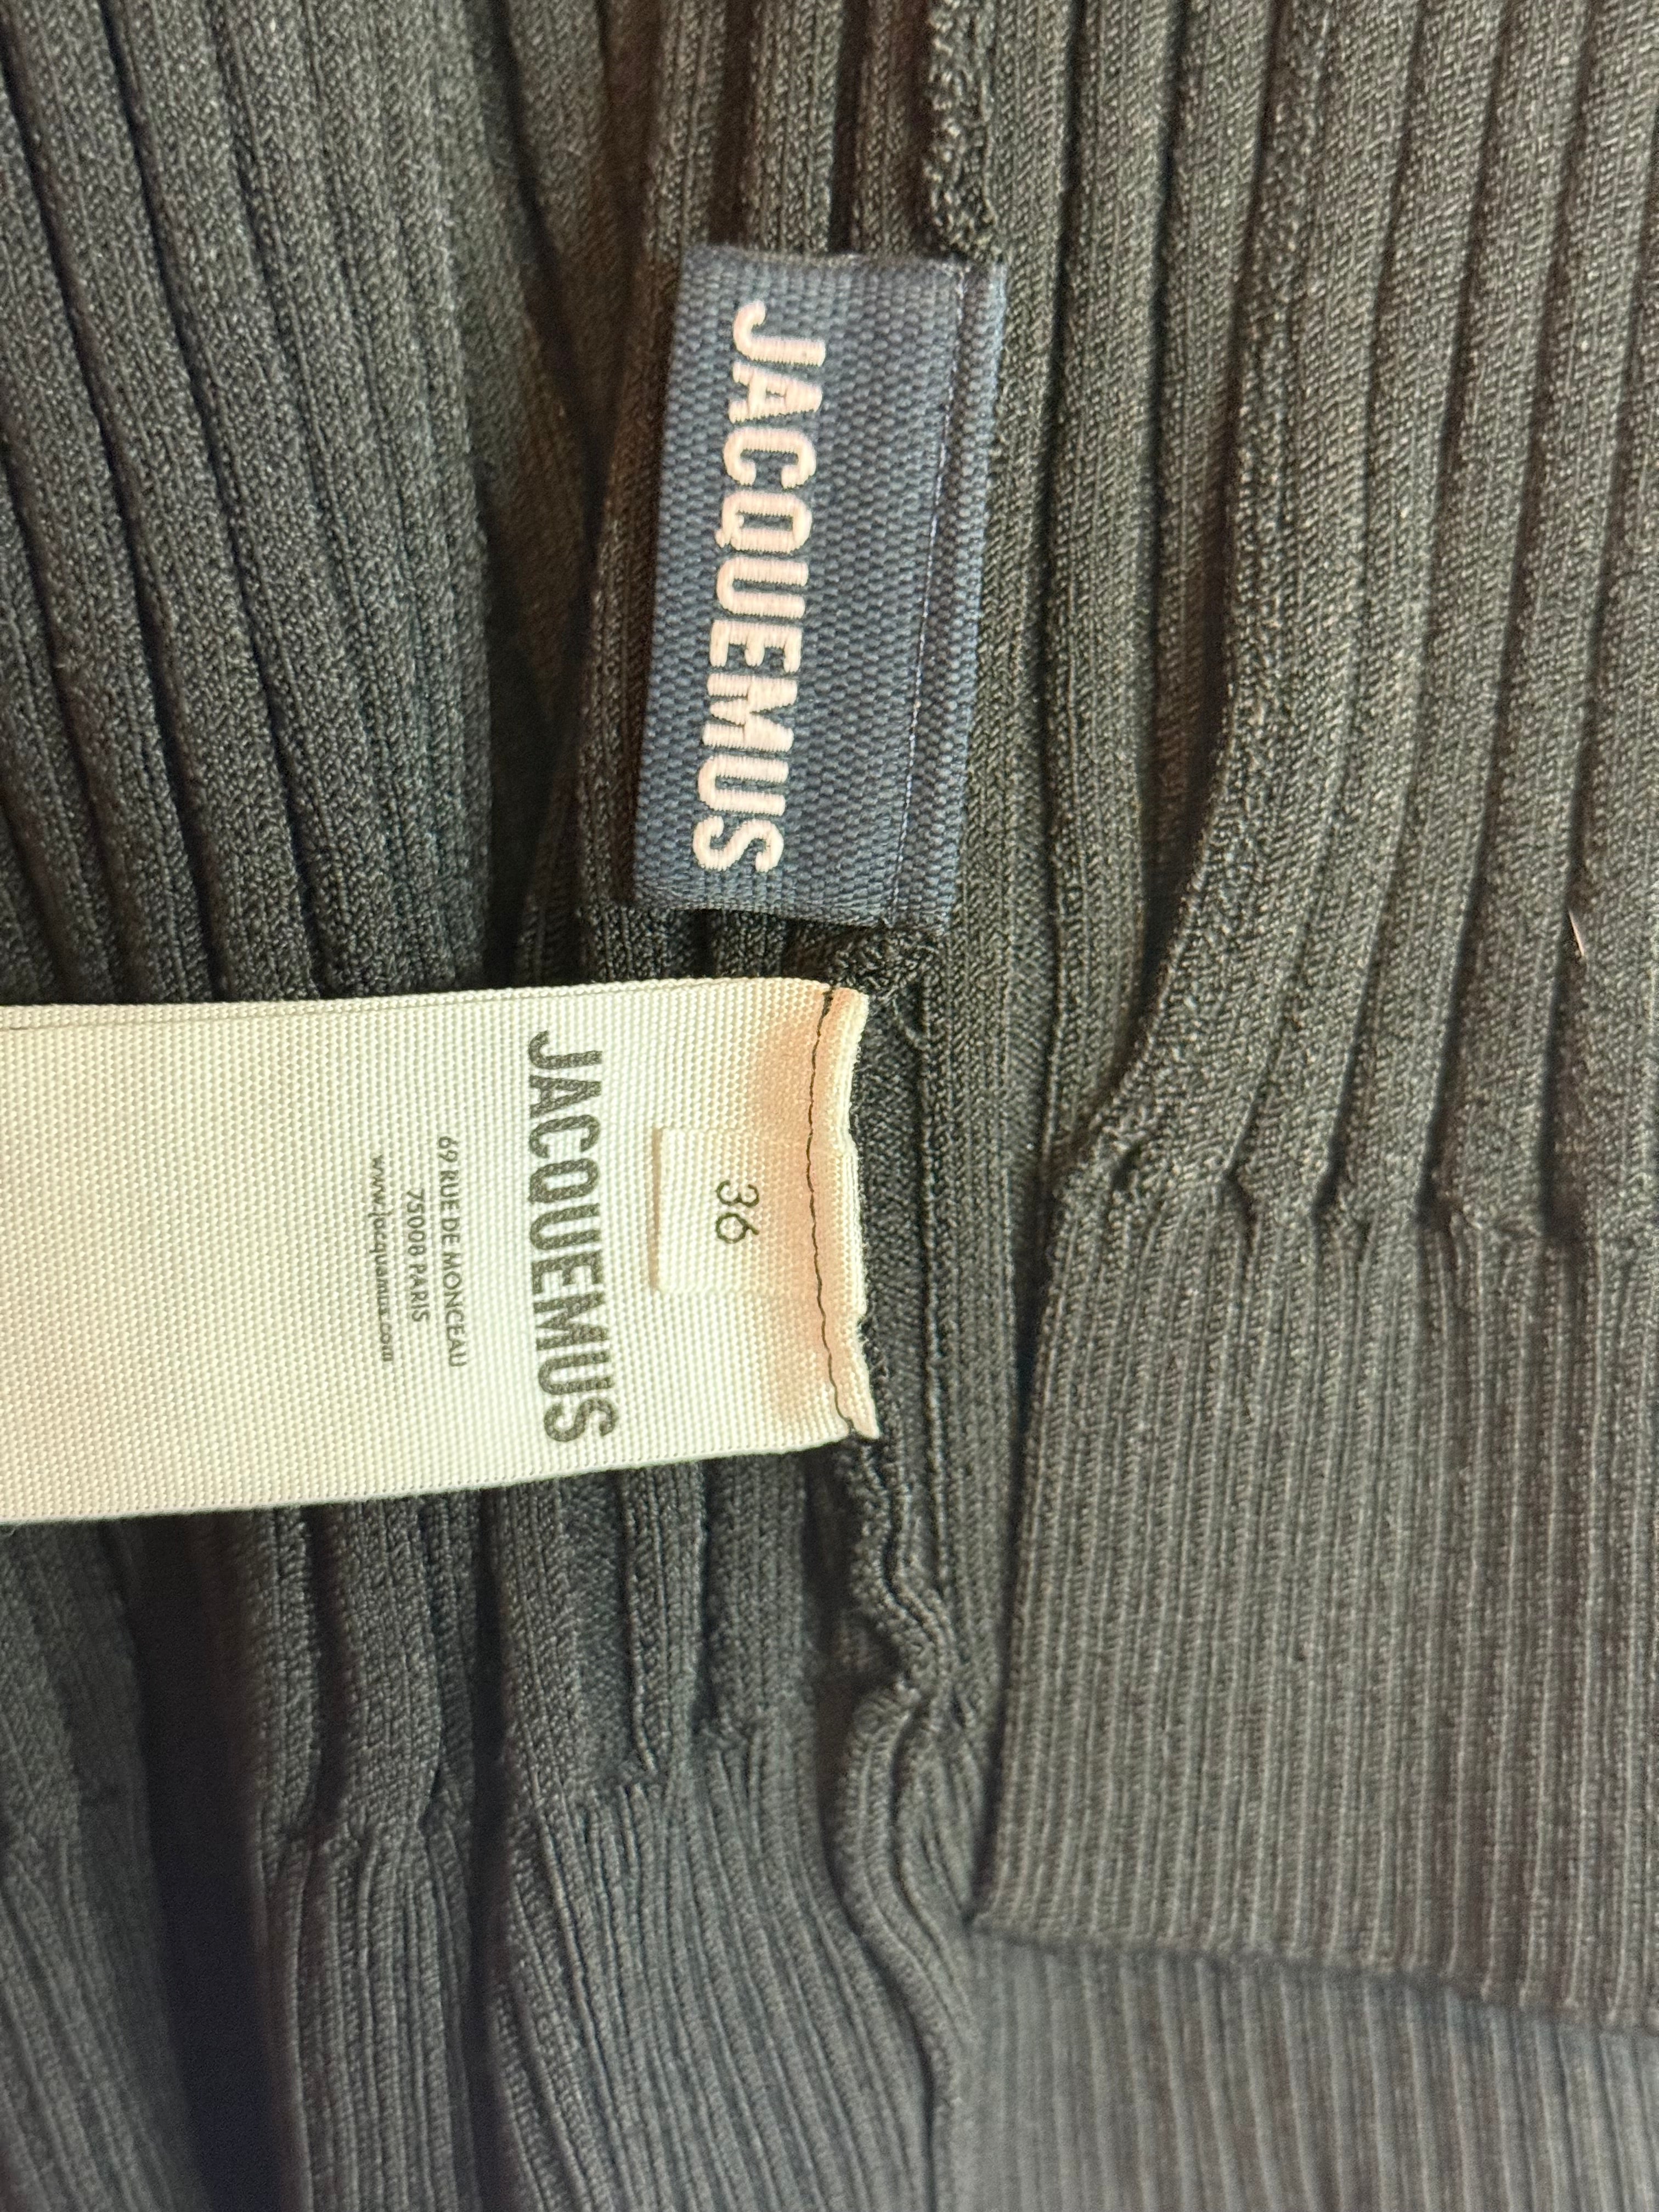 JACQUEMUS
36
JACQUEMUS
69 RUE DE MONCEAU
75008 PARIS
www.jacquemus.com